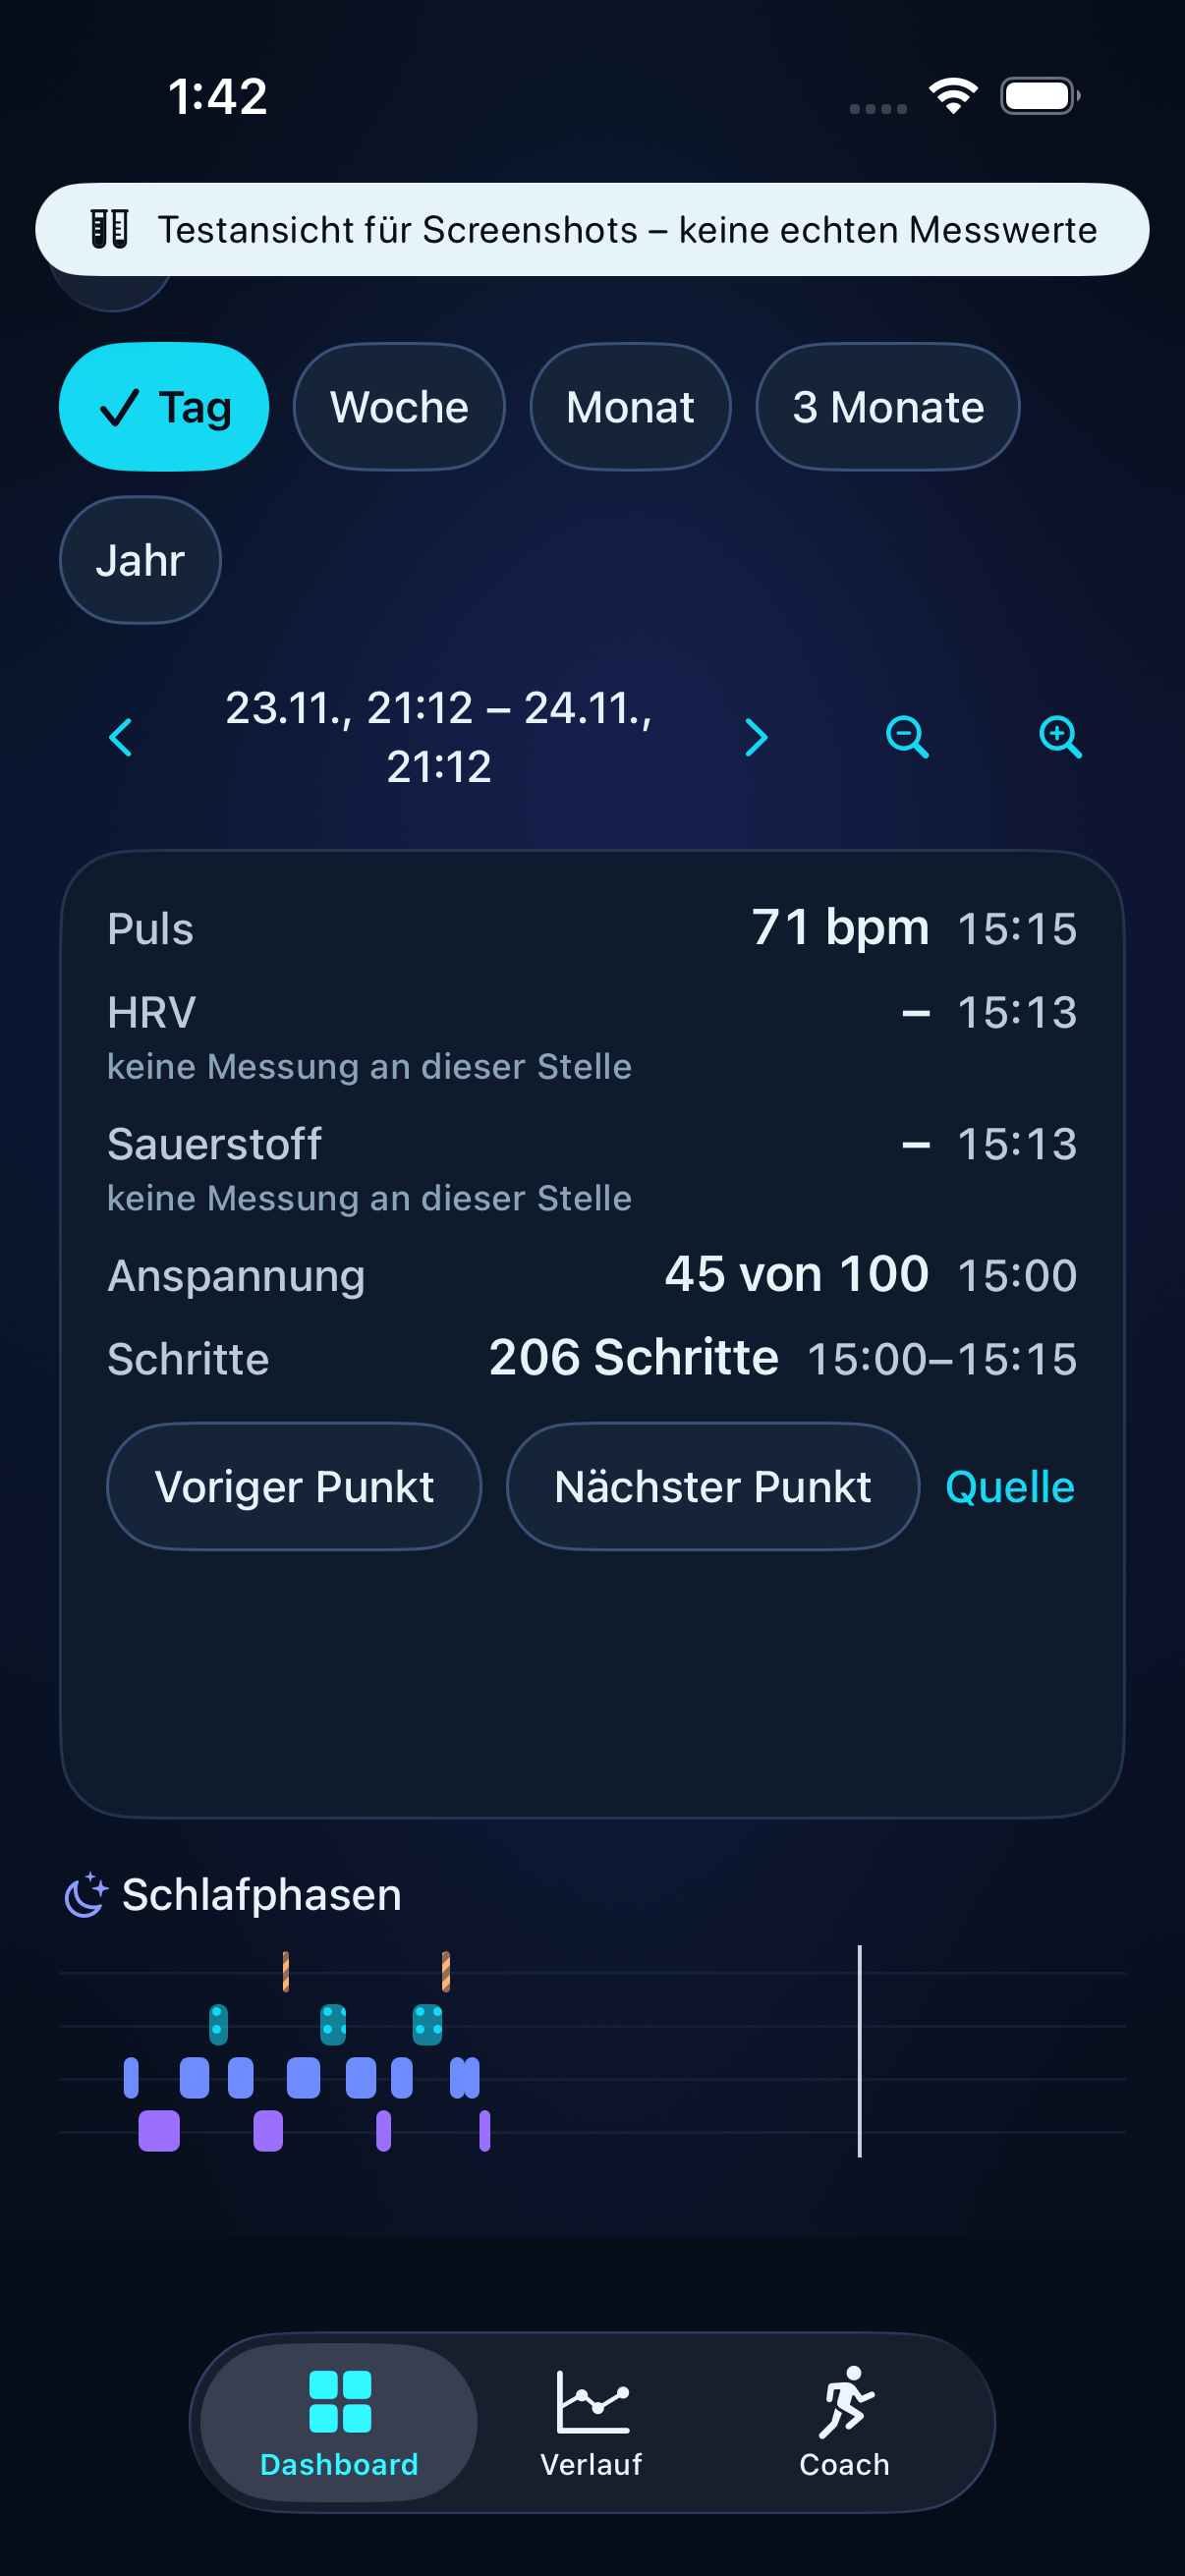 1:42
Testansicht für Screenshots – keine echten Messwerte
Tag
Woche
Monat
3 Monate
Jahr
23.11., 21:12 – 24.11.,
21:12
Puls 71 bpm 15:15
HRV – 15:13
keine Messung an dieser Stelle
Sauerstoff – 15:13
keine Messung an dieser Stelle
Anspannung 45 von 100 15:00
Schritte 206 Schritte 15:00–15:15
Voriger Punkt
Nächster Punkt
Quelle
Schlafphasen
Dashboard
Verlauf
Coach